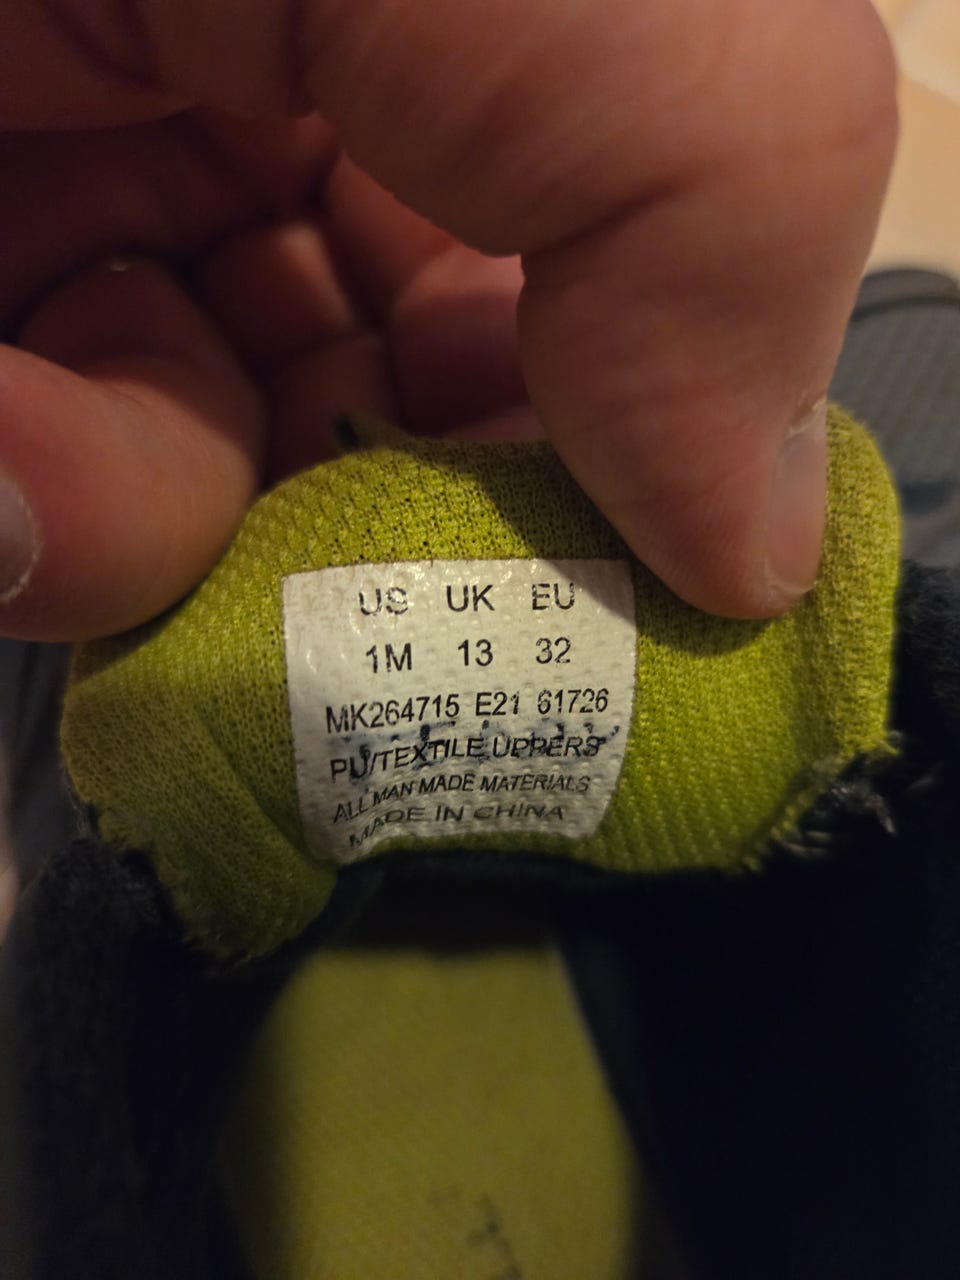 US UK EU
1M 13 32
MK264715 E21 61726
PU/TEXTILE UPPERS
ALL MAN MADE MATERIALS
MADE IN CHINA